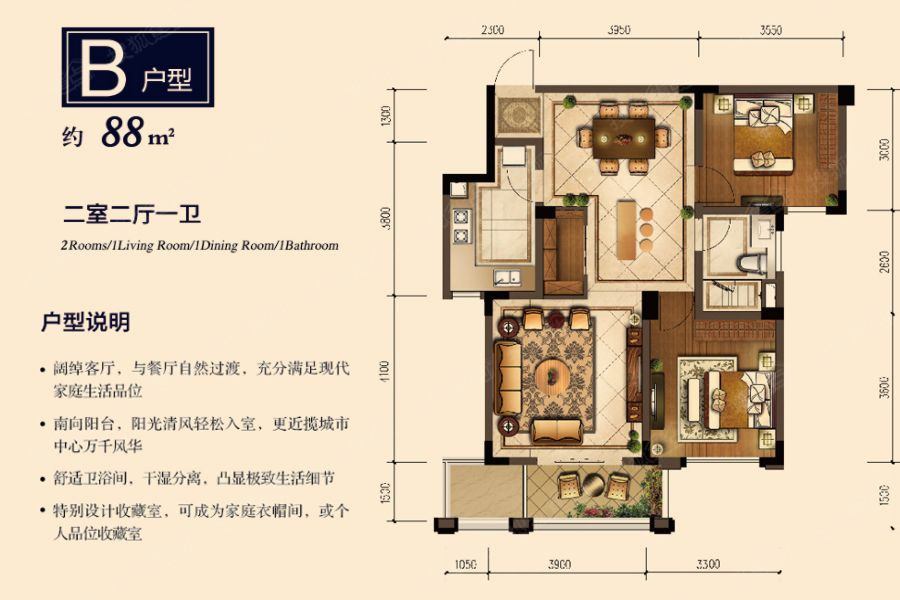 B 户型
约 88 m²
二室二厅一卫
2Rooms/1Living Room/1Dining Room/1Bathroom
户型说明
• 阔绰客厅，与餐厅自然过渡，充分满足现代
家庭生活品位
• 南向阳台，阳光清风轻松入室，更近揽城市
中心万千风华
• 舒适卫浴间，干湿分离，凸显极致生活细节
• 特别设计收藏室，可成为家庭衣帽间，或个
人品位收藏室
2300 3950 3550
1300
3800
4100
3000
2600
3600
1530
1050 3900 3300